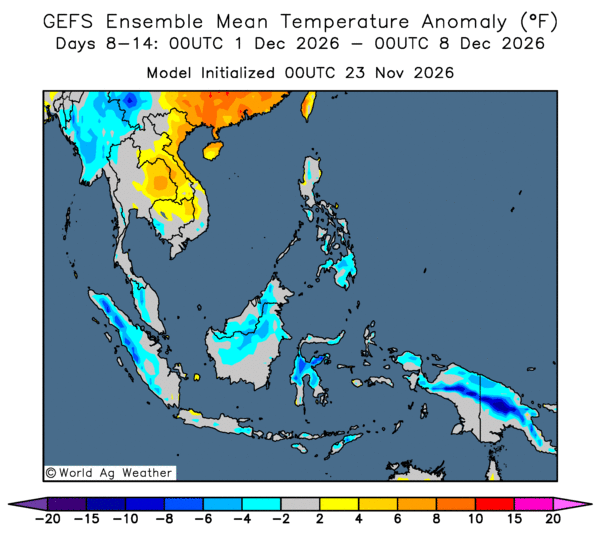 GEFS Ensemble Mean Temperature Anomaly (°F)
Days 8−14: 00UTC 1 Dec 2026 − 00UTC 8 Dec 2026
Model Initialized 00UTC 23 Nov 2026
© World Ag Weather
−20 −15 −10 −8 −6 −4 −2 2 4 6 8 10 15 20